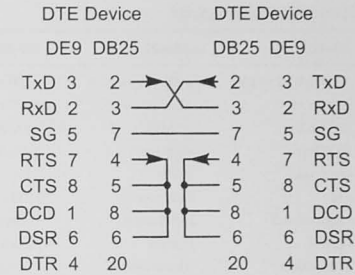 DTE Device DTE Device
DE9 DB25 DB25 DE9
TxD 3 2 2 3 TxD
RxD 2 3 3 2 RxD
SG 5 7 7 5 SG
RTS 7 4 4 7 RTS
CTS 8 5 5 8 CTS
DCD 1 8 8 1 DCD
DSR 6 6 6 6 DSR
DTR 4 20 20 4 DTR